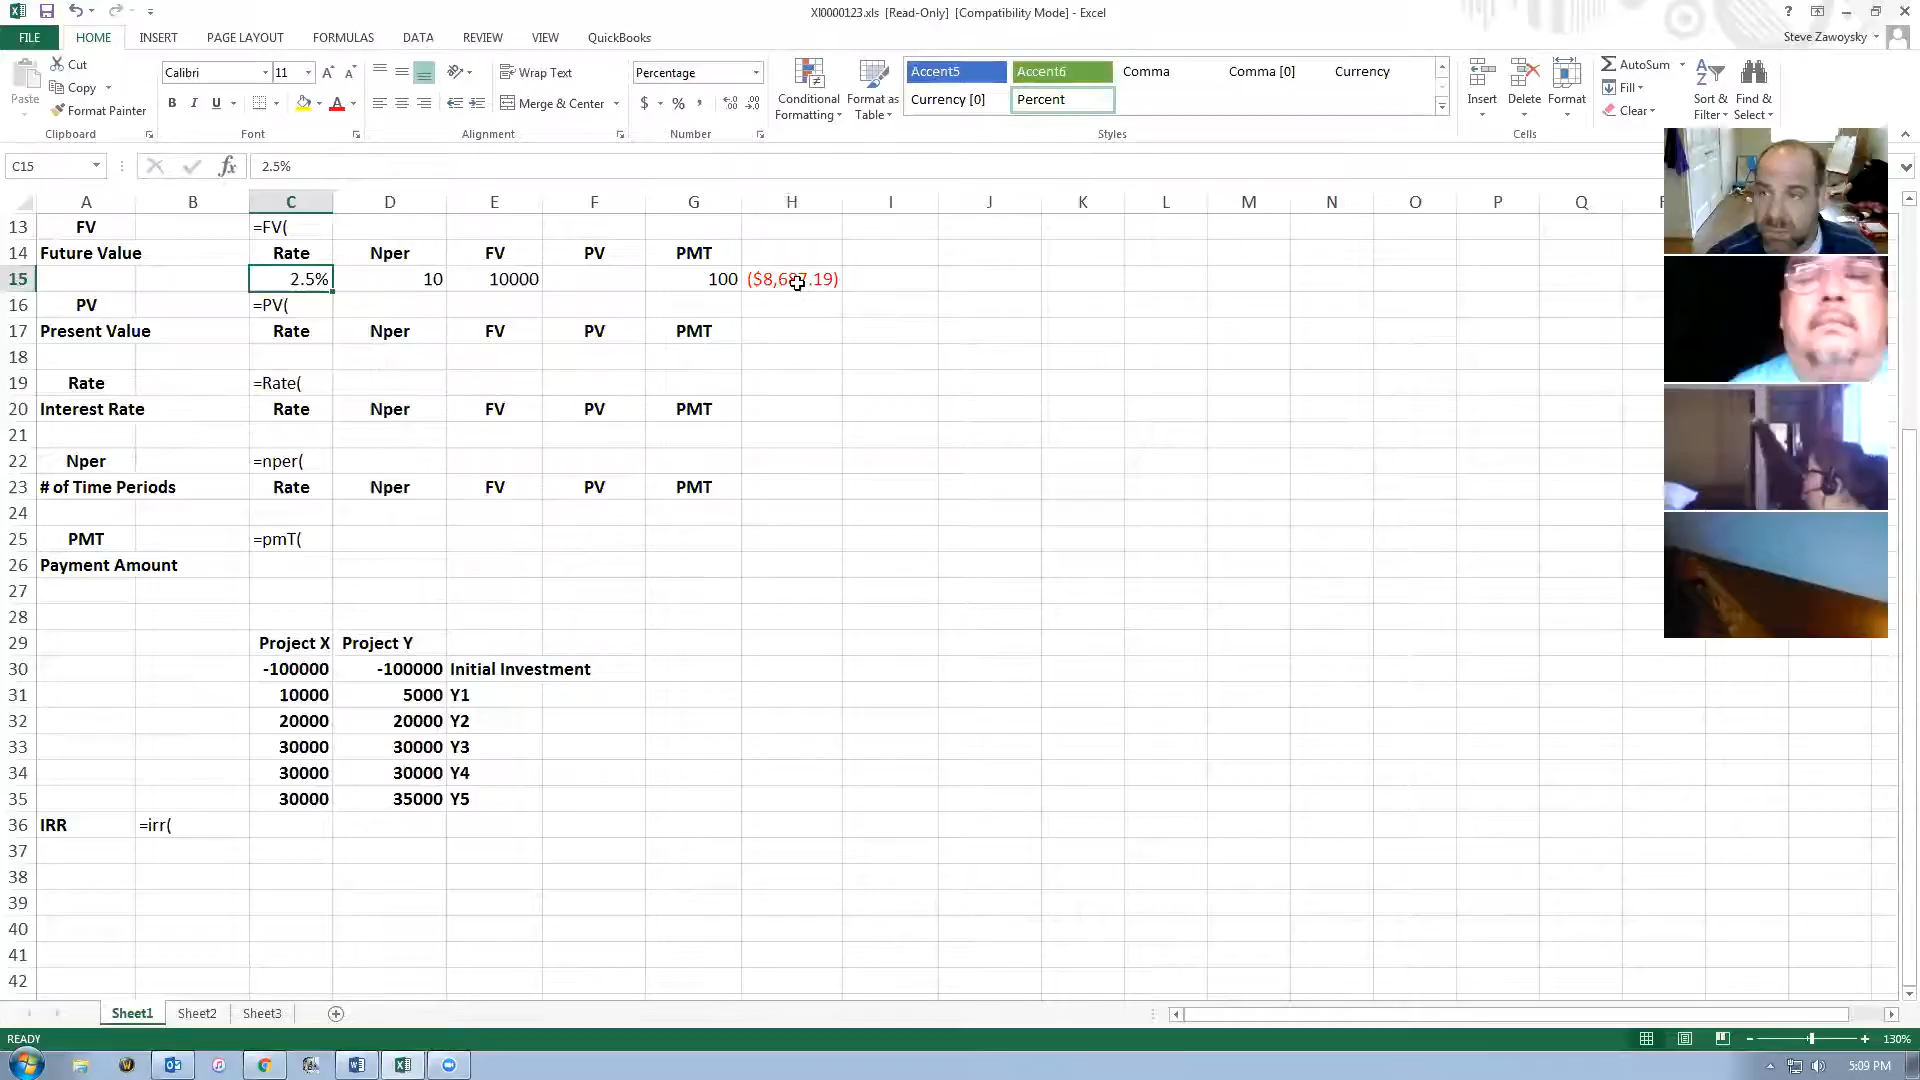 XI0000123.xls [Read-Only] [Compatibility Mode] - Excel
FILE HOME INSERT PAGE LAYOUT FORMULAS DATA REVIEW VIEW QuickBooks
Steve Zawoysky
Paste
Cut
Copy
Format Painter
Calibri 11
B I U
Wrap Text
Merge & Center
Percentage
$ % ,
Conditional Formatting
Format as Table
Accent5 Accent6 Comma Comma [0] Currency
Currency [0] Percent
Insert Delete Format
AutoSum
Fill
Clear
Sort & Filter
Find & Select
Clipboard Font Alignment Number Styles Cells
C15 fx 2.5%
A B C D E F G H I J K L M N O P Q
13 FV =FV(
14 Future Value Rate Nper FV PV PMT
15 2.5% 10 10000 100 ($8,687.19)
16 PV =PV(
17 Present Value Rate Nper FV PV PMT
18
19 Rate =Rate(
20 Interest Rate Rate Nper FV PV PMT
21
22 Nper =nper(
23 # of Time Periods Rate Nper FV PV PMT
24
25 PMT =pmT(
26 Payment Amount
27
28
29 Project X Project Y
30 -100000 -100000 Initial Investment
31 10000 5000 Y1
32 20000 20000 Y2
33 30000 30000 Y3
34 30000 30000 Y4
35 30000 35000 Y5
36 IRR =irr(
37
38
39
40
41
42
Sheet1 Sheet2 Sheet3
READY
130%
5:09 PM